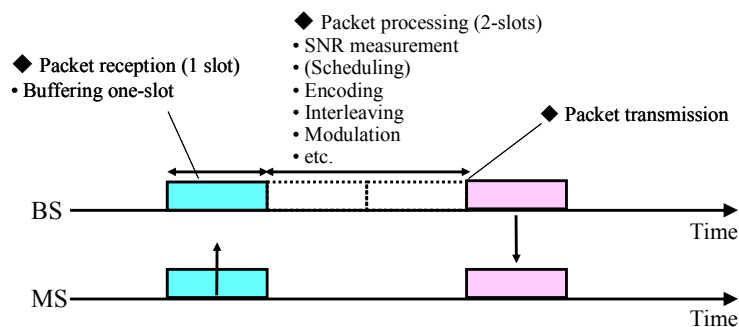 ◆ Packet processing (2-slots)
• SNR measurement
• (Scheduling)
• Encoding
• Interleaving
• Modulation
• etc.
◆ Packet reception (1 slot)
• Buffering one-slot
◆ Packet transmission
BS
Time
MS
Time